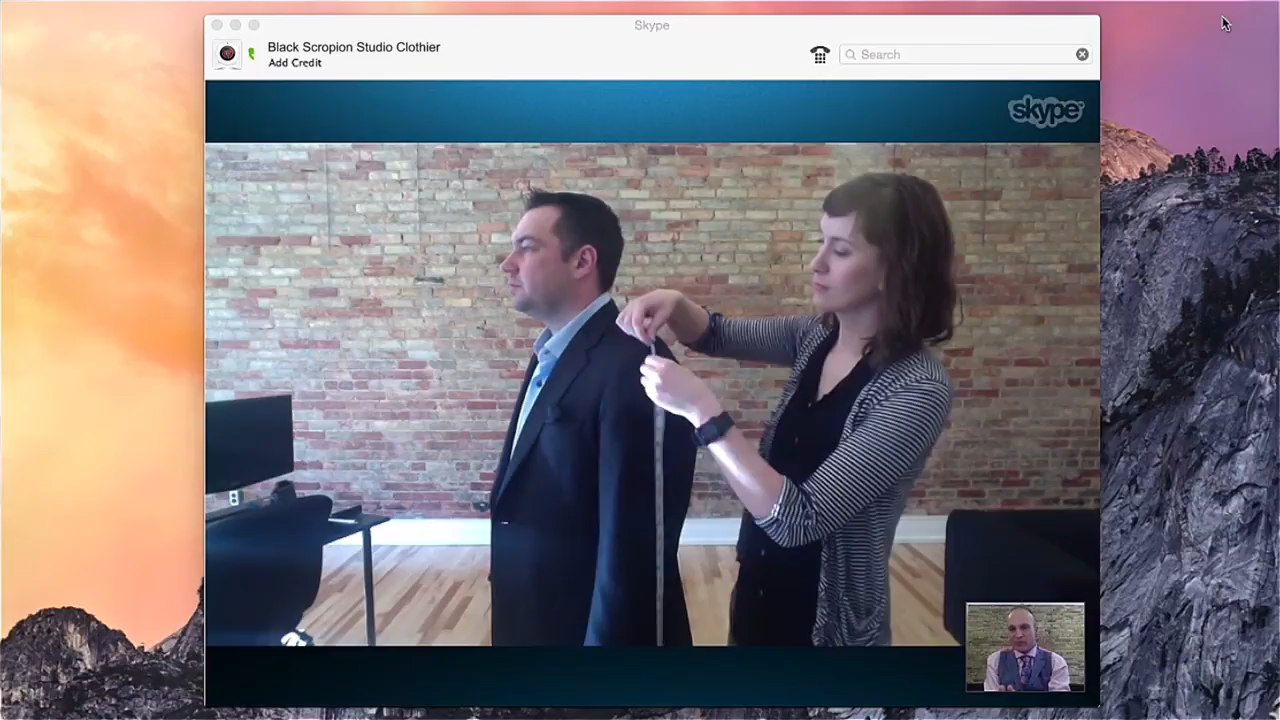 Skype
Black Scropion Studio Clothier
Add Credit
Search
skype